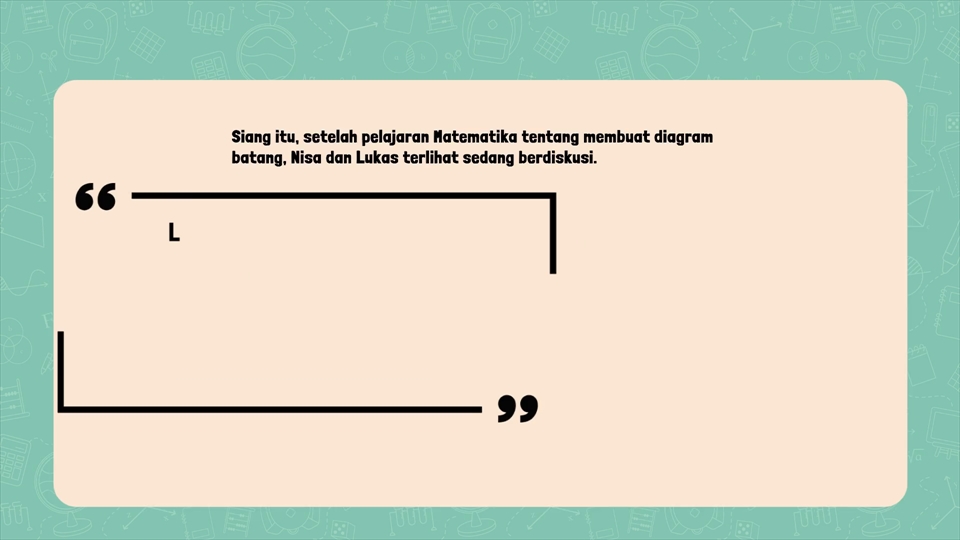 Siang itu, setelah pelajaran Matematika tentang membuat diagram
batang, Nisa dan Lukas terlihat sedang berdiskusi.
“
L
”